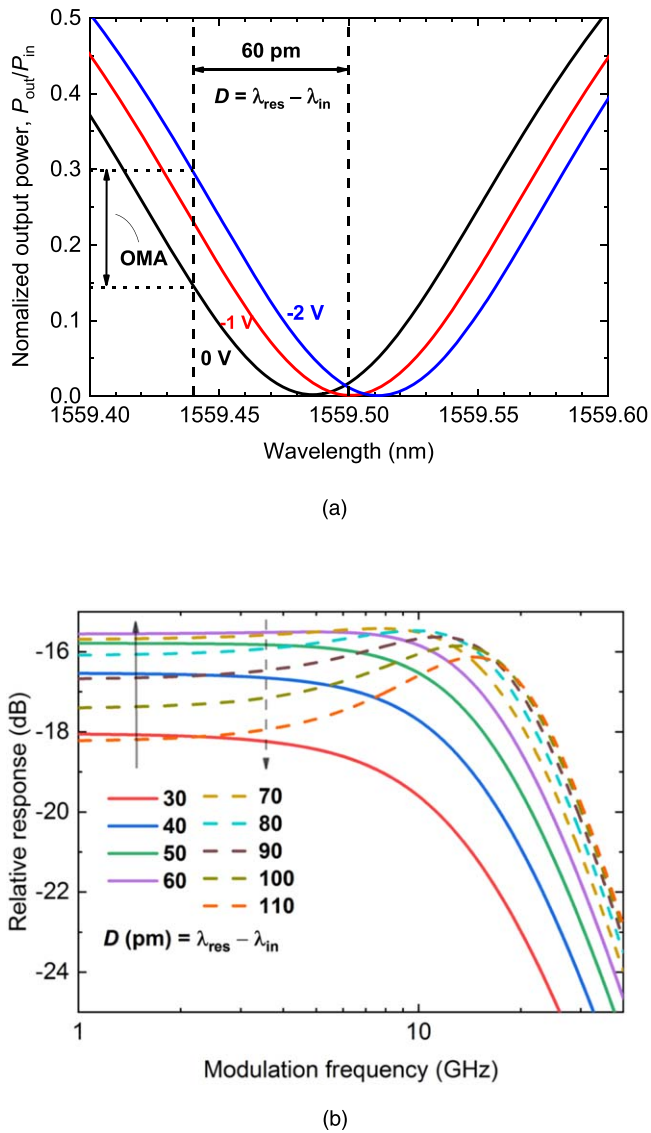 0.5
0.4
0.3
0.2
0.1
0.0
Nomalized output power, Pout/Pin
60 pm
D = λres − λin
OMA
-1 V
-2 V
0 V
1559.40 1559.45 1559.50 1559.55 1559.60
Wavelength (nm)
(a)
-16
-18
-20
-22
-24
Relative response (dB)
30 70
40 80
50 90
60 100
110
D (pm) = λres − λin
1 10
Modulation frequency (GHz)
(b)